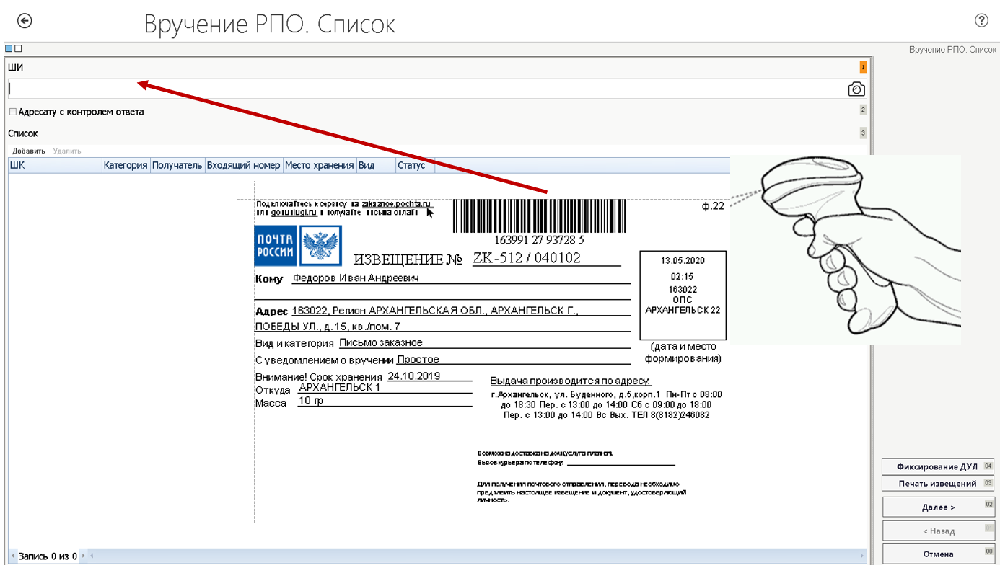 Вручение РПО. Список
Вручение РПО. Список
ШИ
1
Адресату с контролем ответа
2
Список
3
Добавить Удалить
ШК Категория Получатель Входящий номер Место хранения Вид Статус
Подключайтесь к сервису на zakaznoe.pochta.ru
или gosuslugi.ru и получайте письма онлайн
ф.22
163991 27 93728 5
ПОЧТА
РОССИИ
ИЗВЕЩЕНИЕ № ZK-512 / 040102
13.05.2020
02:15
163022
ОПС
АРХАНГЕЛЬСК 22
(дата и место
формирования)
Кому Федоров Иван Андреевич
Адрес 163022, Регион АРХАНГЕЛЬСКАЯ ОБЛ., АРХАНГЕЛЬСК Г.,
ПОБЕДЫ УЛ., д.15, кв./пом. 7
Вид и категория Письмо заказное
С уведомлением о вручении Простое
Внимание! Срок хранения 24.10.2019
Откуда АРХАНГЕЛЬСК 1
Масса 10 гр
Выдача производится по адресу:
г.Архангельск, ул. Буденного, д.5,корп.1 Пн-Пт с 08:00
до 18:30 Пер. с 13:00 до 14:00 Сб с 09:00 до 18:00
Пер. с 13:00 до 14:00 Вс Вых. ТЕЛ 8(8182)246082
Возможна доставка на дом (услуга платная).
Вызов курьера по телефону:
Для получения почтового отправления, перевода необходимо
предъявить настоящее извещение и документ, удостоверяющий
личность.
Фиксирование ДУЛ 04
Печать извещений 03
Далее > 02
< Назад 01
Отмена 00
Запись 0 из 0